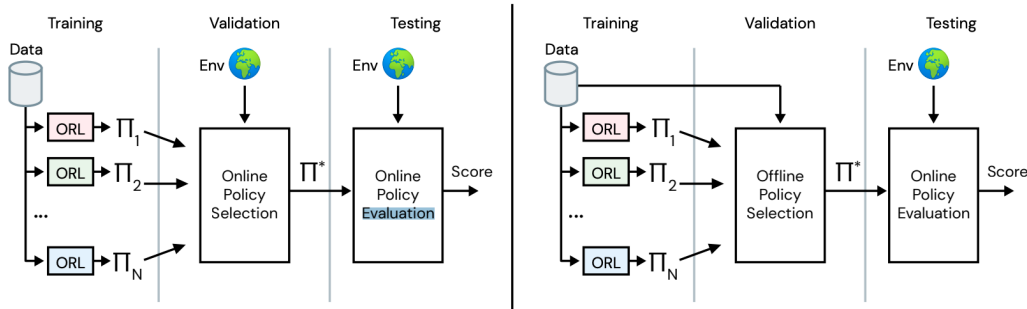 Training
Validation
Testing
Data
Env
Env
ORL
Π1
ORL
Π2
...
ORL
ΠN
Online
Policy
Selection
Π*
Online
Policy
Evaluation
Score
Training
Validation
Testing
Data
Env
ORL
Π1
ORL
Π2
...
ORL
ΠN
Offline
Policy
Selection
Π*
Online
Policy
Evaluation
Score